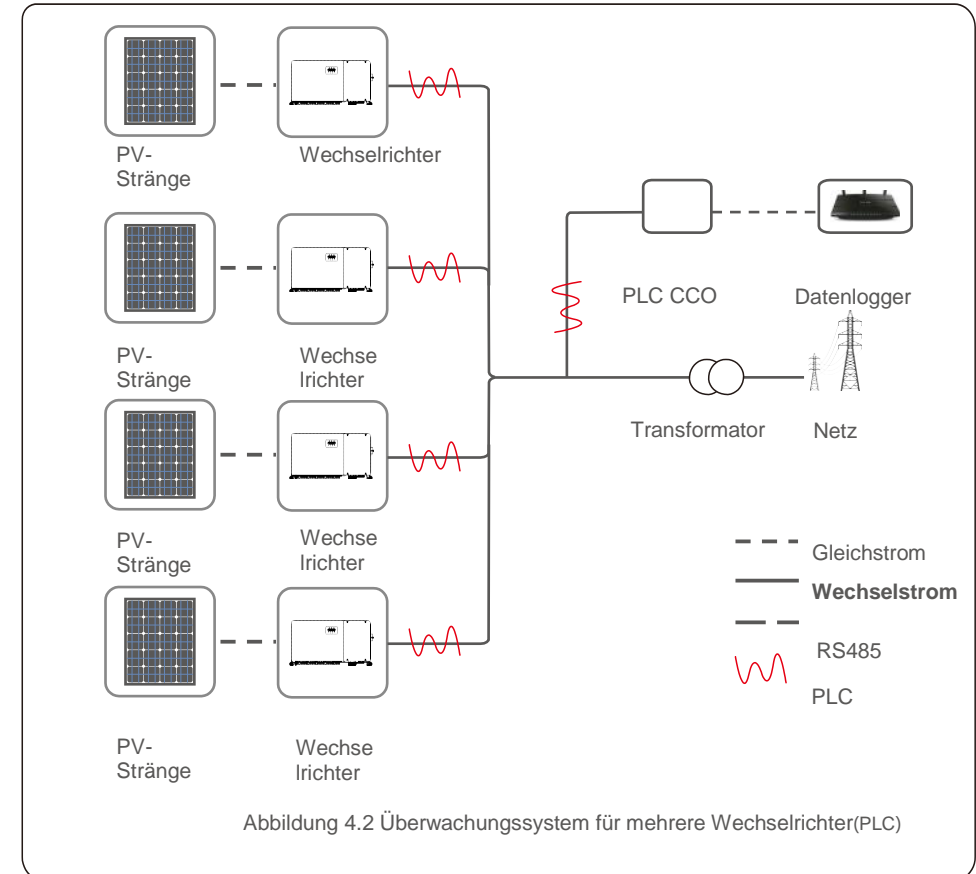 PV-
Stränge
Wechselrichter
PLC CCO
Datenlogger
PV-
Stränge
Wechse
lrichter
Transformator
Netz
PV-
Stränge
Wechse
lrichter
Gleichstrom
Wechselstrom
RS485
PLC
PV-
Stränge
Wechse
lrichter
Abbildung 4.2 Überwachungssystem für mehrere Wechselrichter(PLC)